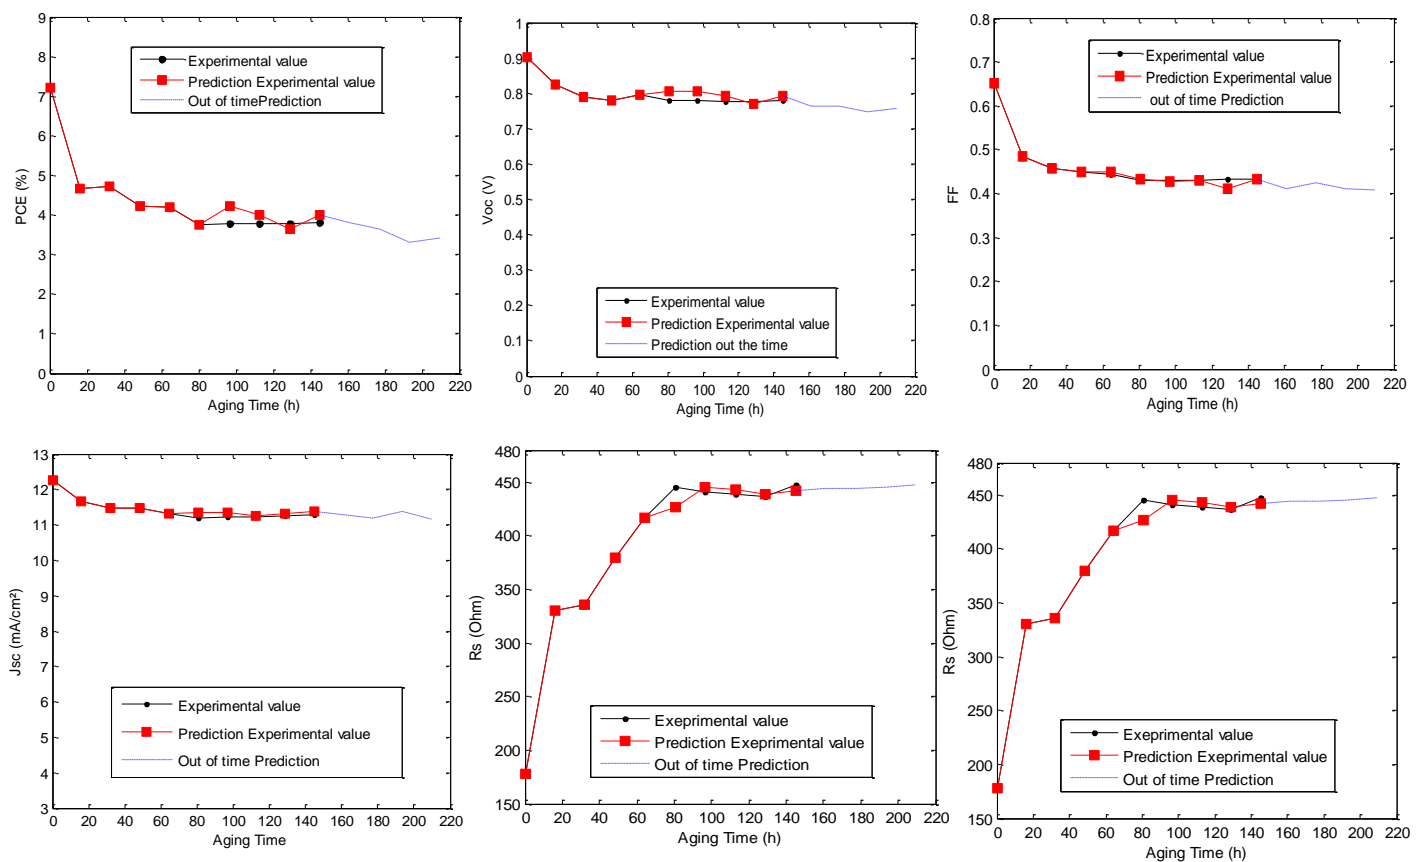 9
8
7
6
5
4
3
2
1
0
PCE (%)
Experimental value
Prediction Experimental value
Out of timePrediction
0 20 40 60 80 100 120 140 160 180 200 220
Aging Time (h)
1
0.9
0.8
0.7
0.6
0.5
0.4
0.3
0.2
0.1
0
Voc (V)
Experimental value
Prediction Experimental value
Prediction out the time
0 20 40 60 80 100 120 140 160 180 200 220
Aging Time (h)
0.8
0.7
0.6
0.5
0.4
0.3
0.2
0.1
0
FF
Experimental value
Prediction Experimental value
out of time Prediction
0 20 40 60 80 100 120 140 160 180 200 220
Aging Time (h)
13
12
11
10
9
8
7
6
5
4
3
Jsc (mA/cm²)
Experimental value
Prediction Experimental value
Out of time Prediction
0 20 40 60 80 100 120 140 160 180 200 220
Aging Time
480
450
400
350
300
250
200
150
Rs (Ohm)
Exeprimental value
Prediction Exeprimental value
Out of time Prediction
0 20 40 60 80 100 120 140 160 180 200 220
Aging Time (h)
480
450
400
350
300
250
200
150
Rs (Ohm)
Exeprimental value
Prediction Exeprimental value
Out of time Prediction
0 20 40 60 80 100 120 140 160 180 200 220
Aging Time (h)